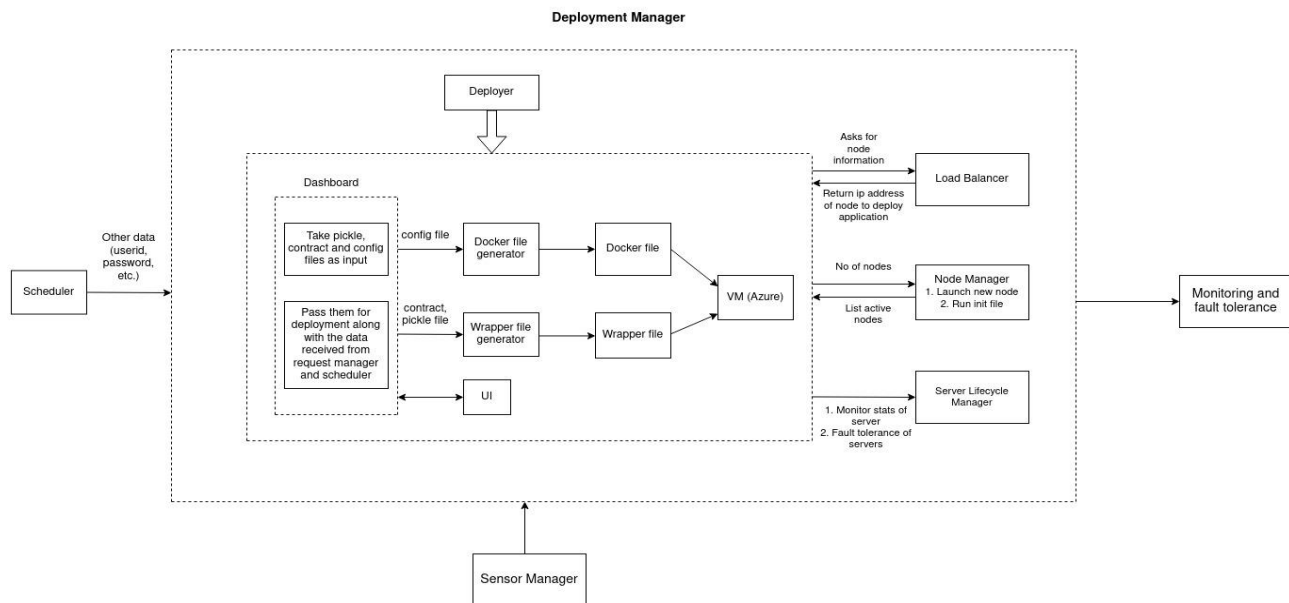 Deployment Manager
Deployer
Dashboard
Take pickle,
contract and config
files as input
config file
Docker file
generator
Docker file
Pass them for
deployment along
with the data
received from
request manager
and scheduler
contract,
pickle file
Wrapper file
generator
Wrapper file
VM (Azure)
UI
Asks for
node
information
Return ip address
of node to deploy
application
Load Balancer
No of nodes
List active
nodes
Node Manager
1. Launch new node
2. Run init file
1. Monitor stats of
server
2. Fault tolerance of
servers
Server Lifecycle
Manager
Other data
(userid,
password,
etc.)
Scheduler
Monitoring and
fault tolerance
Sensor Manager